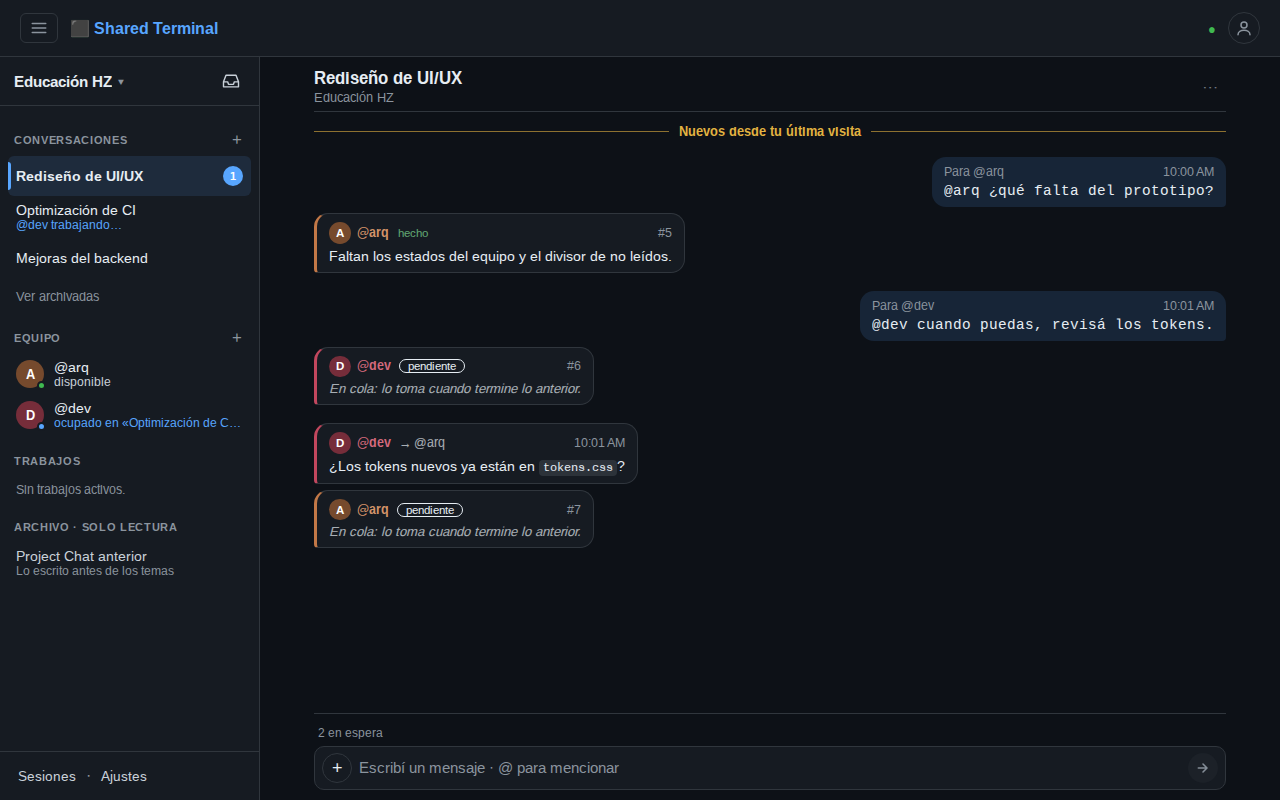 Shared Terminal
Educación HZ ▾
CONVERSACIONES +
Rediseño de UI/UX 1
Optimización de CI
@dev trabajando…
Mejoras del backend
Ver archivadas
EQUIPO +
A @arq
disponible
D @dev
ocupado en «Optimización de C…
TRABAJOS
Sin trabajos activos.
ARCHIVO · SOLO LECTURA
Project Chat anterior
Lo escrito antes de los temas
Sesiones · Ajustes
Rediseño de UI/UX
Educación HZ
···
Nuevos desde tu última visita
Para @arq 10:00 AM
@arq ¿qué falta del prototipo?
A @arq hecho #5
Faltan los estados del equipo y el divisor de no leídos.
Para @dev 10:01 AM
@dev cuando puedas, revisá los tokens.
D @dev pendiente #6
En cola: lo toma cuando termine lo anterior.
D @dev → @arq 10:01 AM
¿Los tokens nuevos ya están en tokens.css?
A @arq pendiente #7
En cola: lo toma cuando termine lo anterior.
2 en espera
+ Escribí un mensaje · @ para mencionar